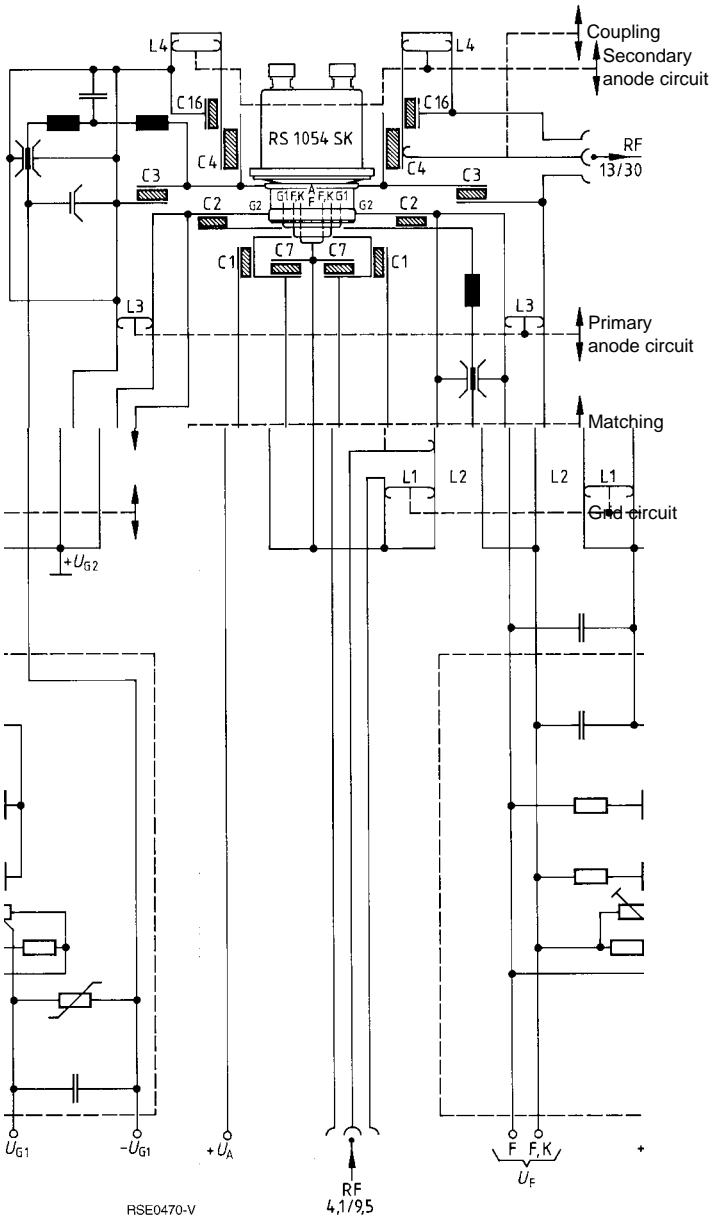 L4
L4
Coupling
Secondary
anode circuit
C16
C16
RS 1054 SK
C4
C4
RF
13/30
C3
C3
A
G2
G1
F,K
F
F,K
G1
G2
C2
C2
C1
C7
C7
C1
L3
L3
Primary
anode circuit
Matching
L1
L2
L2
L1
Grid circuit
+UG2
UG1
-UG1
+UA
F
F,K
+
UF
RF
4,1/9,5
RSE0470-V